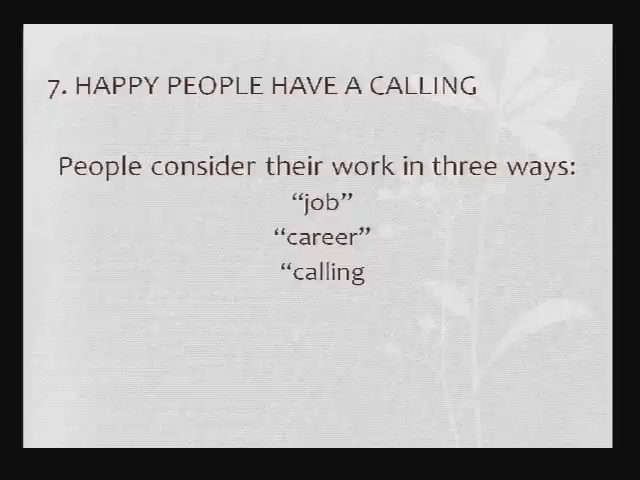 7. HAPPY PEOPLE HAVE A CALLING
People consider their work in three ways:
“job”
“career”
“calling